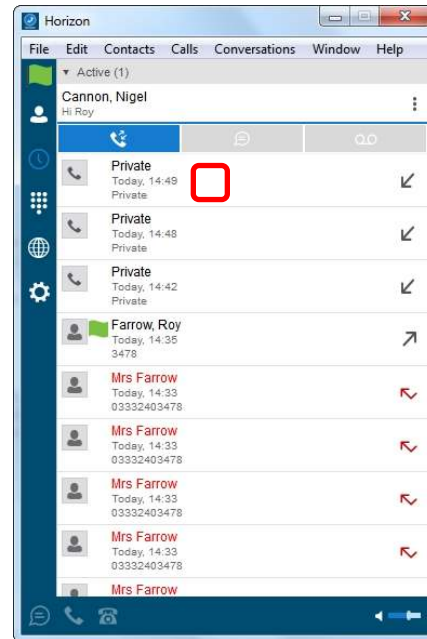 Horizon
File Edit Contacts Calls Conversations Window Help
Active (1)
Cannon, Nigel
Hi Roy
Private
Today, 14:49
Private
Private
Today, 14:48
Private
Private
Today, 14:42
Private
Farrow, Roy
Today, 14:35
3478
Mrs Farrow
Today, 14:33
03332403478
Mrs Farrow
Today, 14:33
03332403478
Mrs Farrow
Today, 14:33
03332403478
Mrs Farrow
Today, 14:33
03332403478
Mrs Farrow